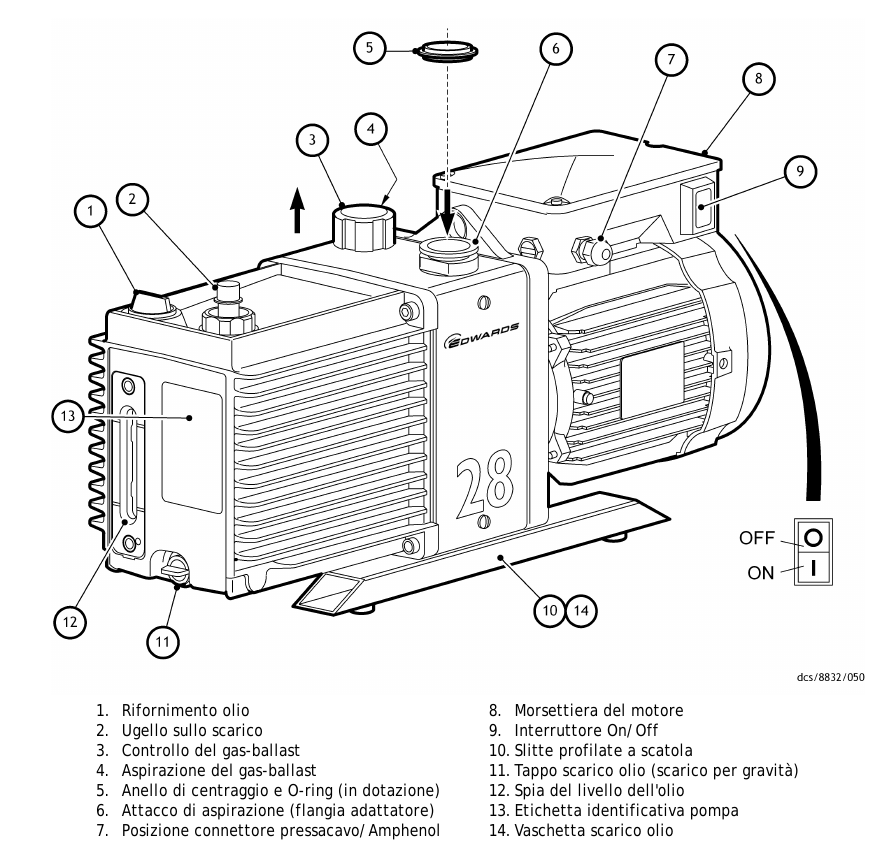 5
6
7
8
4
3
9
2
1
EDWARDS
13
28
OFF
ON
12
10
14
11
dcs/8832/050
1. Rifornimento olio
2. Ugello sullo scarico
3. Controllo del gas-ballast
4. Aspirazione del gas-ballast
5. Anello di centraggio e O-ring (in dotazione)
6. Attacco di aspirazione (flangia adattatore)
7. Posizione connettore pressacavo/Amphenol
8. Morsettiera del motore
9. Interruttore On/Off
10. Slitte profilate a scatola
11. Tappo scarico olio (scarico per gravità)
12. Spia del livello dell'olio
13. Etichetta identificativa pompa
14. Vaschetta scarico olio